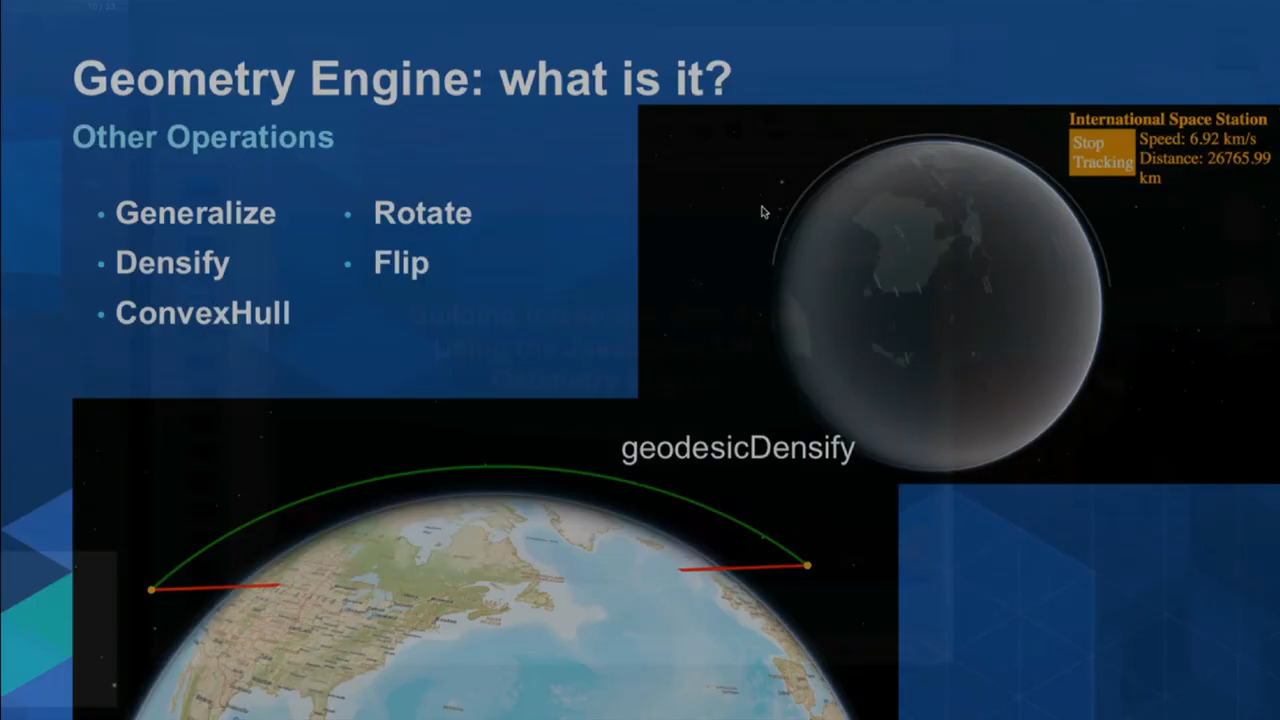 Geometry Engine: what is it?
Other Operations
• Generalize
• Densify
• ConvexHull
• Rotate
• Flip
International Space Station
Stop
Tracking
Speed: 6.92 km/s
Distance: 26765.99
km
geodesicDensify